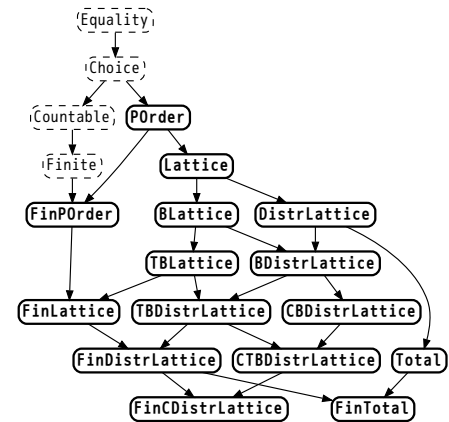 Equality
Choice
Countable
POrder
Finite
Lattice
FinPOrder
BLattice
DistrLattice
TBLattice
BDistrLattice
FinLattice
TBDistrLattice
CBDistrLattice
FinDistrLattice
CTBDistrLattice
Total
FinCDistrLattice
FinTotal